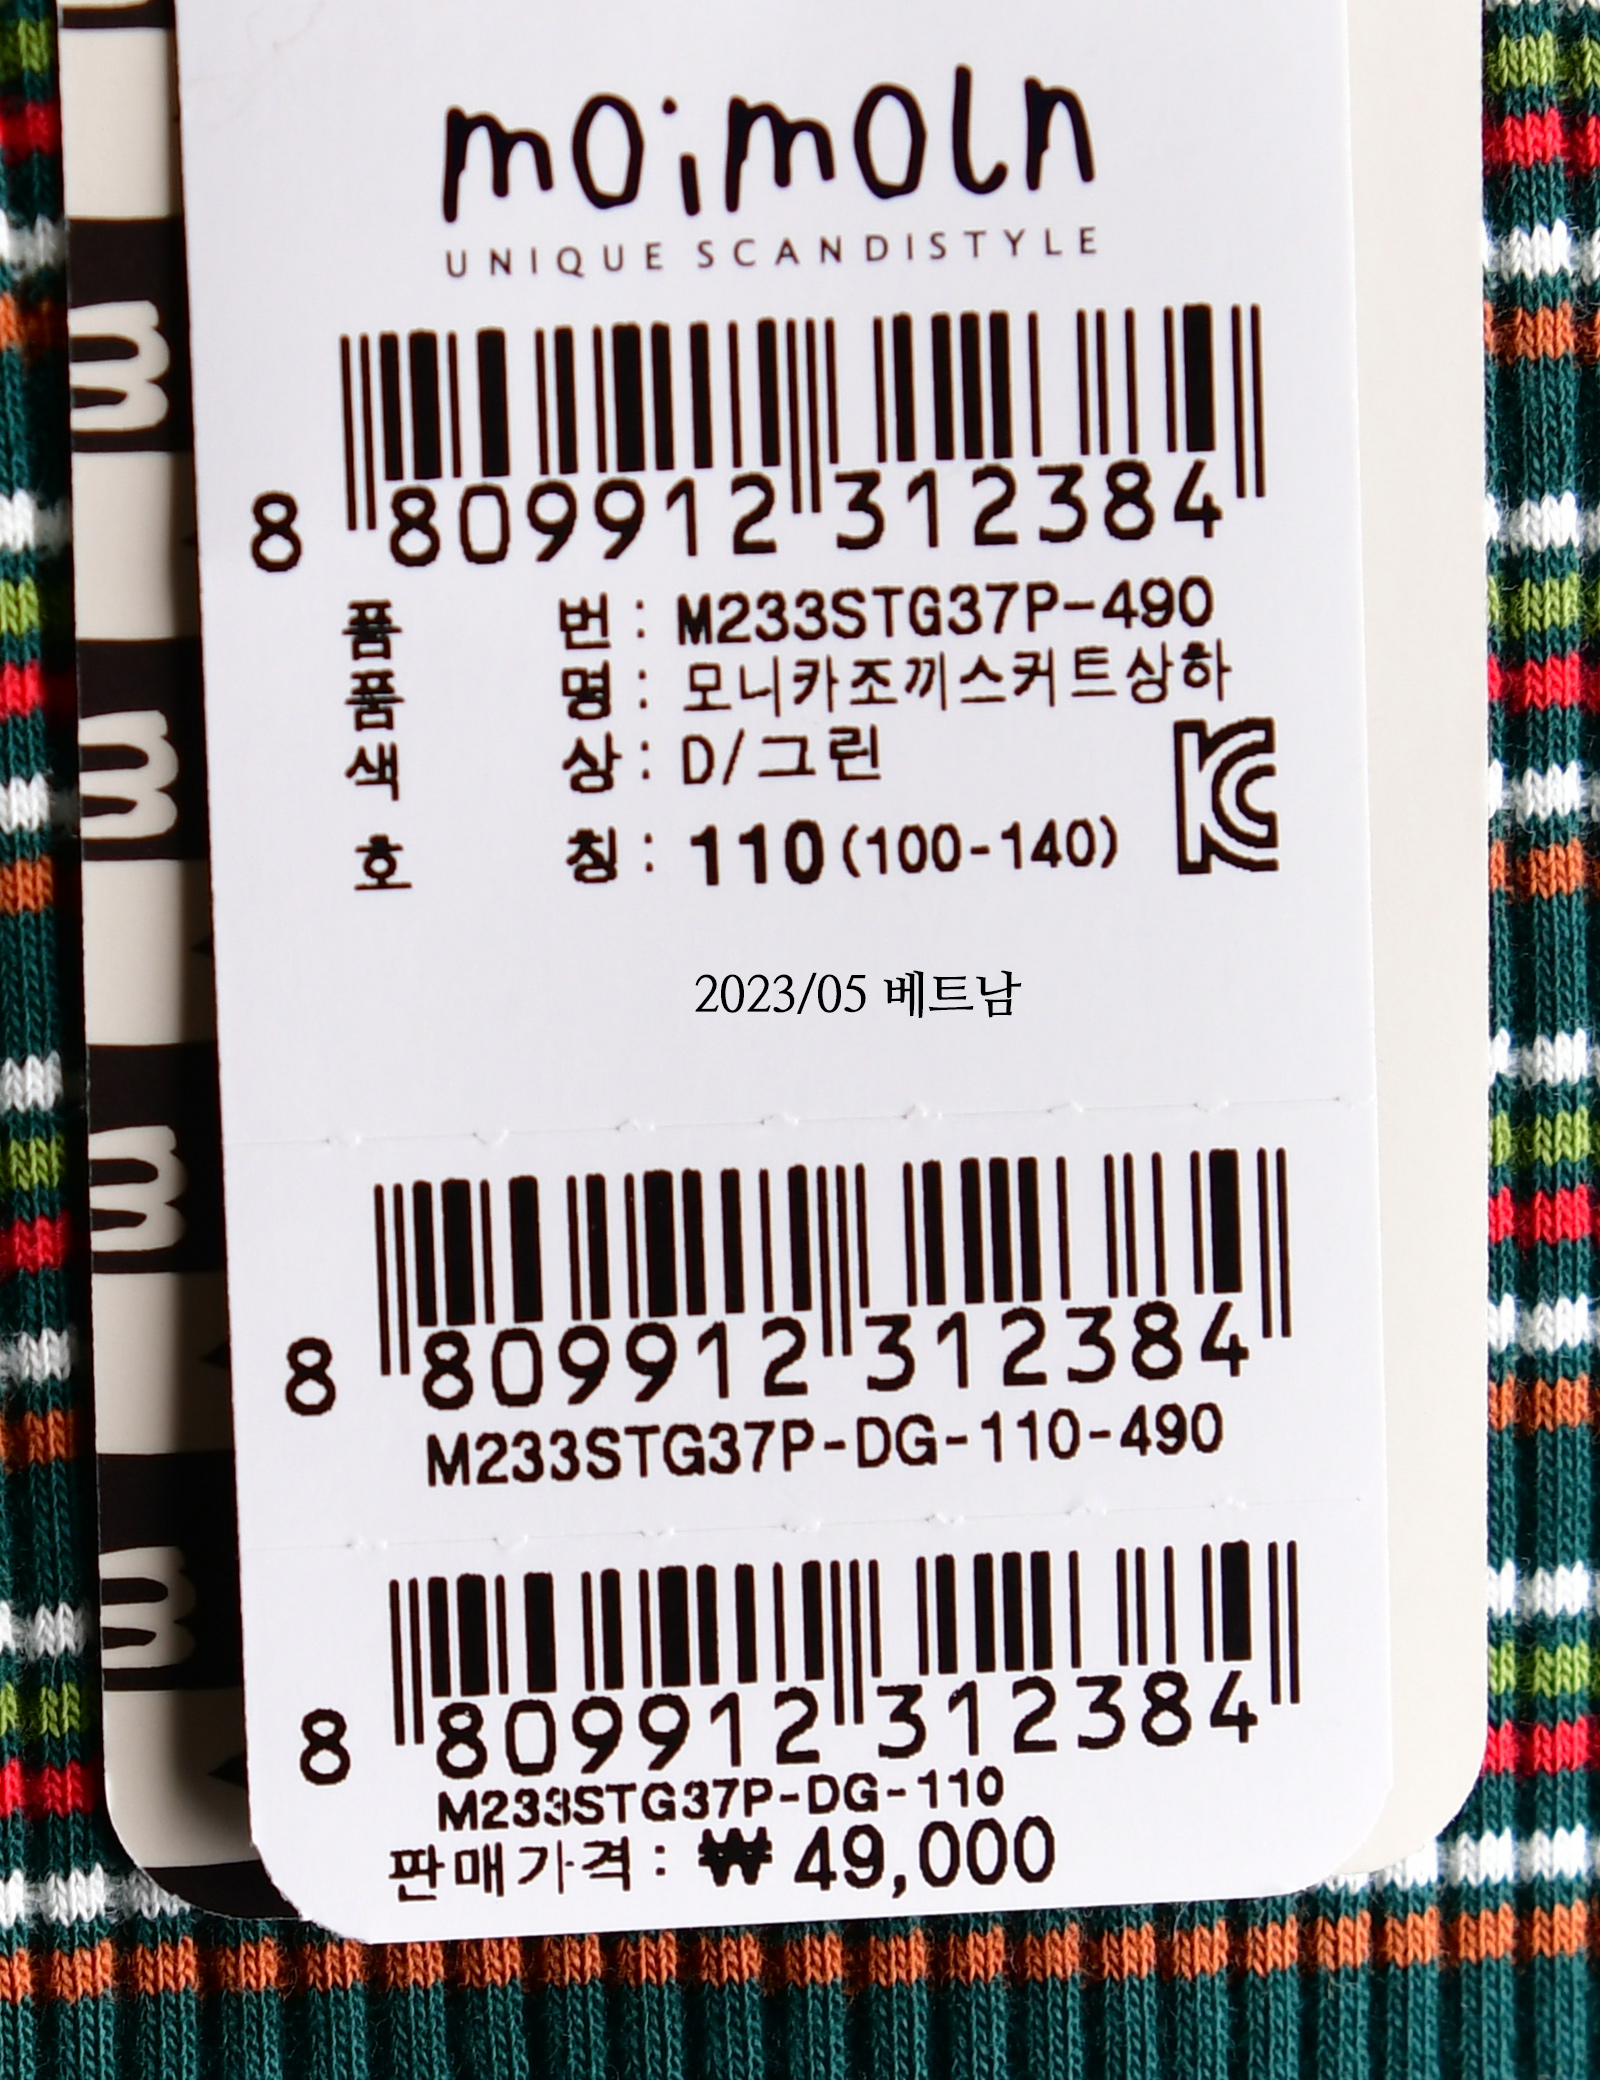 moimoln
UNIQUE SCANDISTYLE
8 809912 312384
품 번 : M233STG37P-490
품 명 : 모니카조끼스커트상하
색 상 : D/그린
호 칭 : 110(100-140)
KC
2023/05 베트남
8 809912 312384
M233STG37P-DG-110-490
8 809912 312384
M233STG37P-DG-110
판매가격 : ₩ 49,000